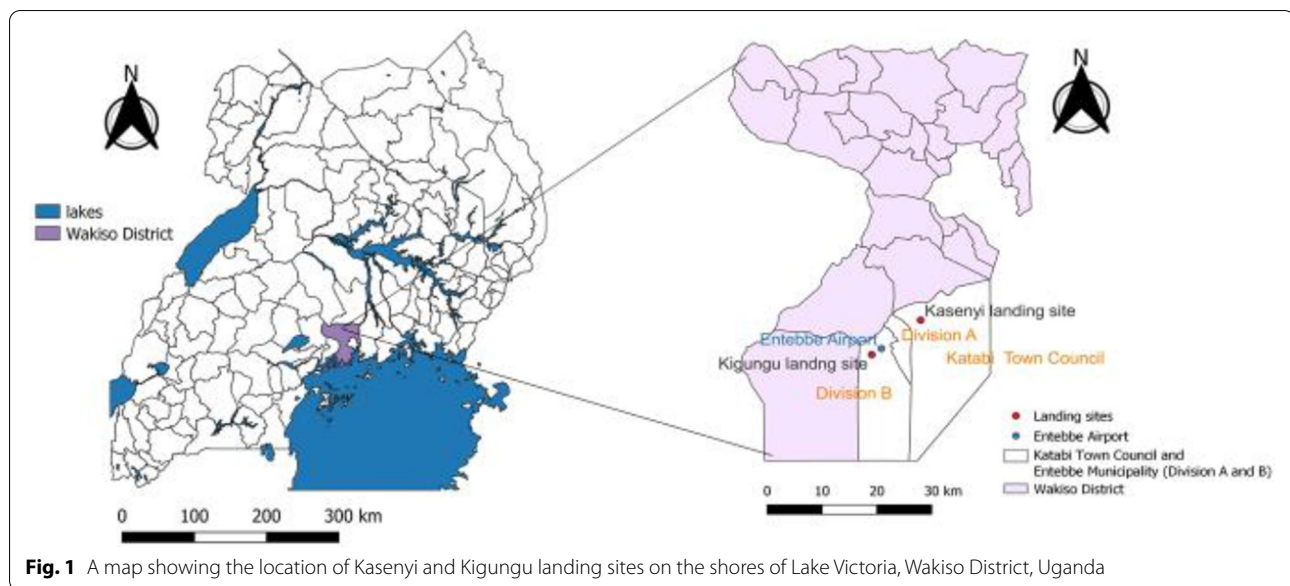 N
lakes
Wakiso District
0 100 200 300 km
N
Kasenyi landing site
Division A
Entebbe Airport
Katabi Town Council
Kigungu landng site
Division B
Landing sites
Entebbe Airport
Katabi Town Council and
Entebbe Municipality (Division A and B)
Wakiso District
0 10 20 30 km
Fig. 1 A map showing the location of Kasenyi and Kigungu landing sites on the shores of Lake Victoria, Wakiso District, Uganda